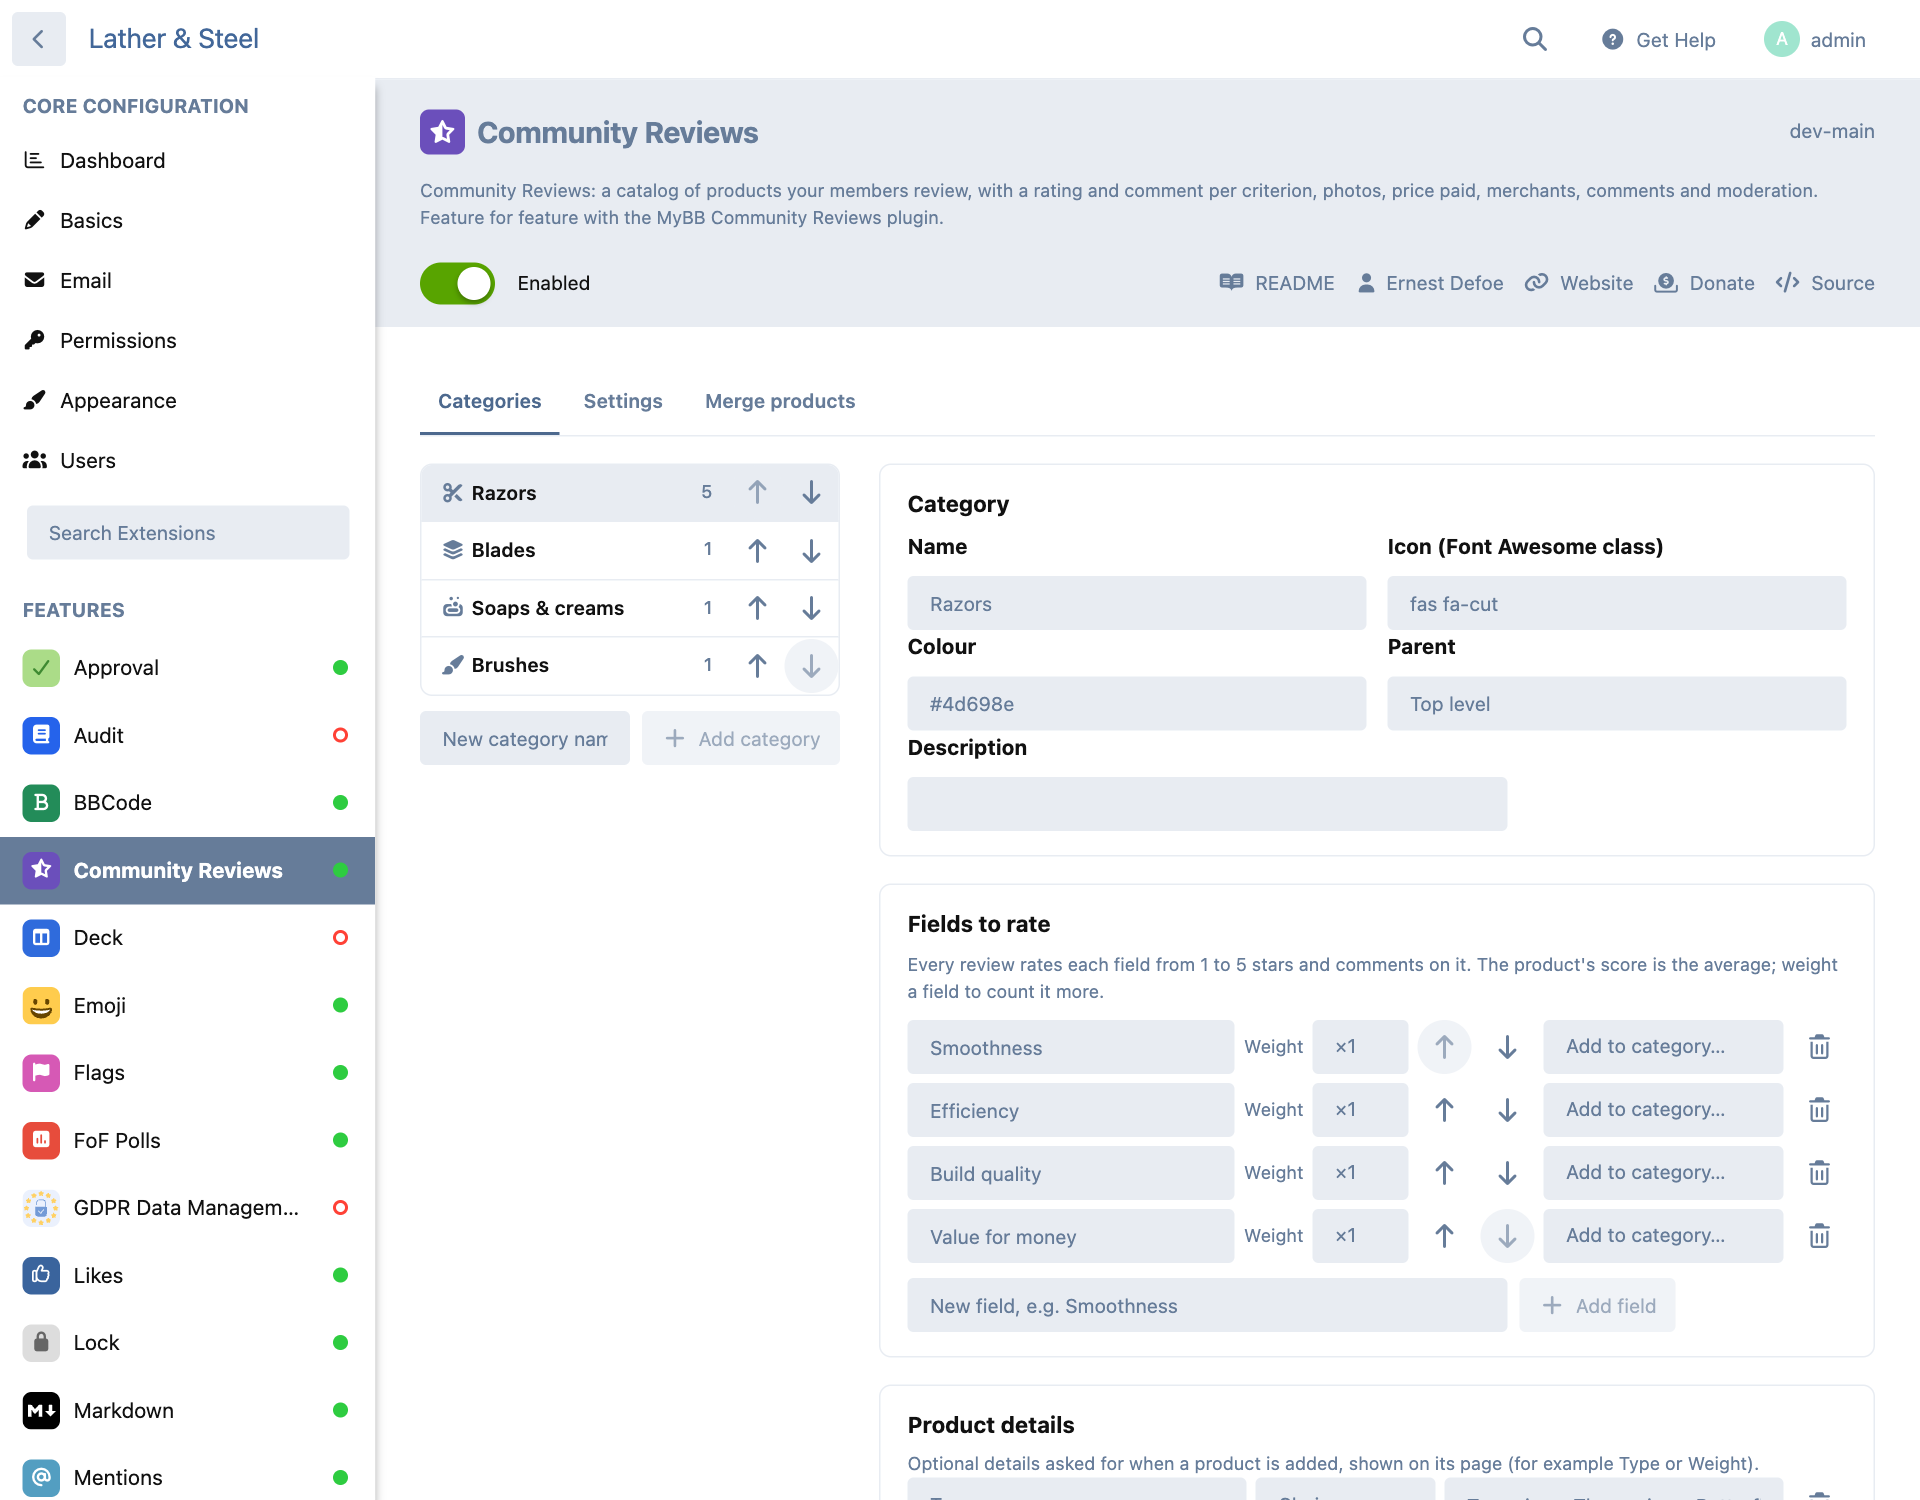 Lather & Steel
Get Help
A
admin
CORE CONFIGURATION
Dashboard
Basics
Email
Permissions
Appearance
Users
Search Extensions
FEATURES
Approval
Audit
BBCode
Community Reviews
Deck
Emoji
Flags
FoF Polls
GDPR Data Managem...
Likes
Lock
Markdown
Mentions
Community Reviews
dev-main
Community Reviews: a catalog of products your members review, with a rating and comment per criterion, photos, price paid, merchants, comments and moderation.
Feature for feature with the MyBB Community Reviews plugin.
Enabled
README
Ernest Defoe
Website
Donate
Source
Categories
Settings
Merge products
Razors 5
Blades 1
Soaps & creams 1
Brushes 1
New category nam
Add category
Category
Name
Icon (Font Awesome class)
Razors
fas fa-cut
Colour
Parent
#4d698e
Top level
Description
Fields to rate
Every review rates each field from 1 to 5 stars and comments on it. The product's score is the average; weight
a field to count it more.
Smoothness Weight ×1 Add to category...
Efficiency Weight ×1 Add to category...
Build quality Weight ×1 Add to category...
Value for money Weight ×1 Add to category...
New field, e.g. Smoothness
Add field
Product details
Optional details asked for when a product is added, shown on its page (for example Type or Weight).